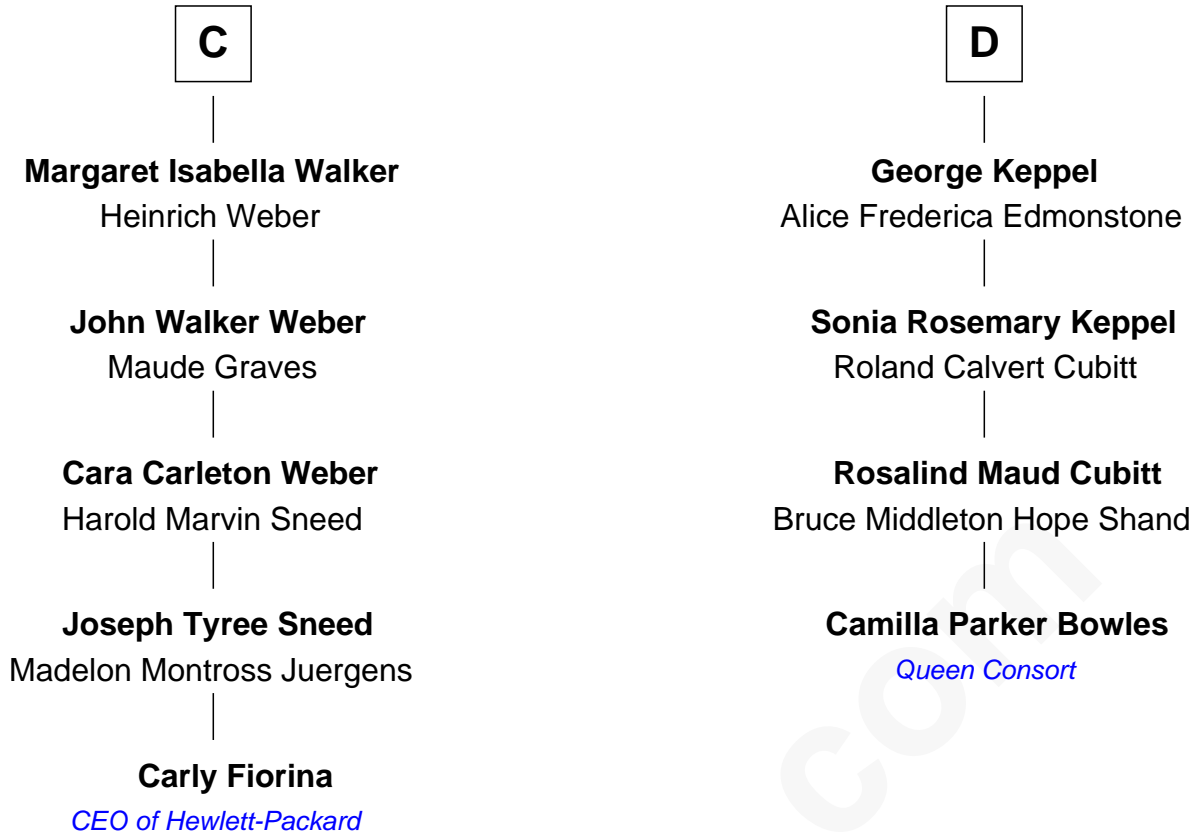 C
Margaret Isabella Walker
Heinrich Weber
John Walker Weber
Maude Graves
Cara Carleton Weber
Harold Marvin Sneed
Joseph Tyree Sneed
Madelon Montross Juergens
Carly Fiorina
CEO of Hewlett-Packard
D
George Keppel
Alice Frederica Edmonstone
Sonia Rosemary Keppel
Roland Calvert Cubitt
Rosalind Maud Cubitt
Bruce Middleton Hope Shand
Camilla Parker Bowles
Queen Consort
com